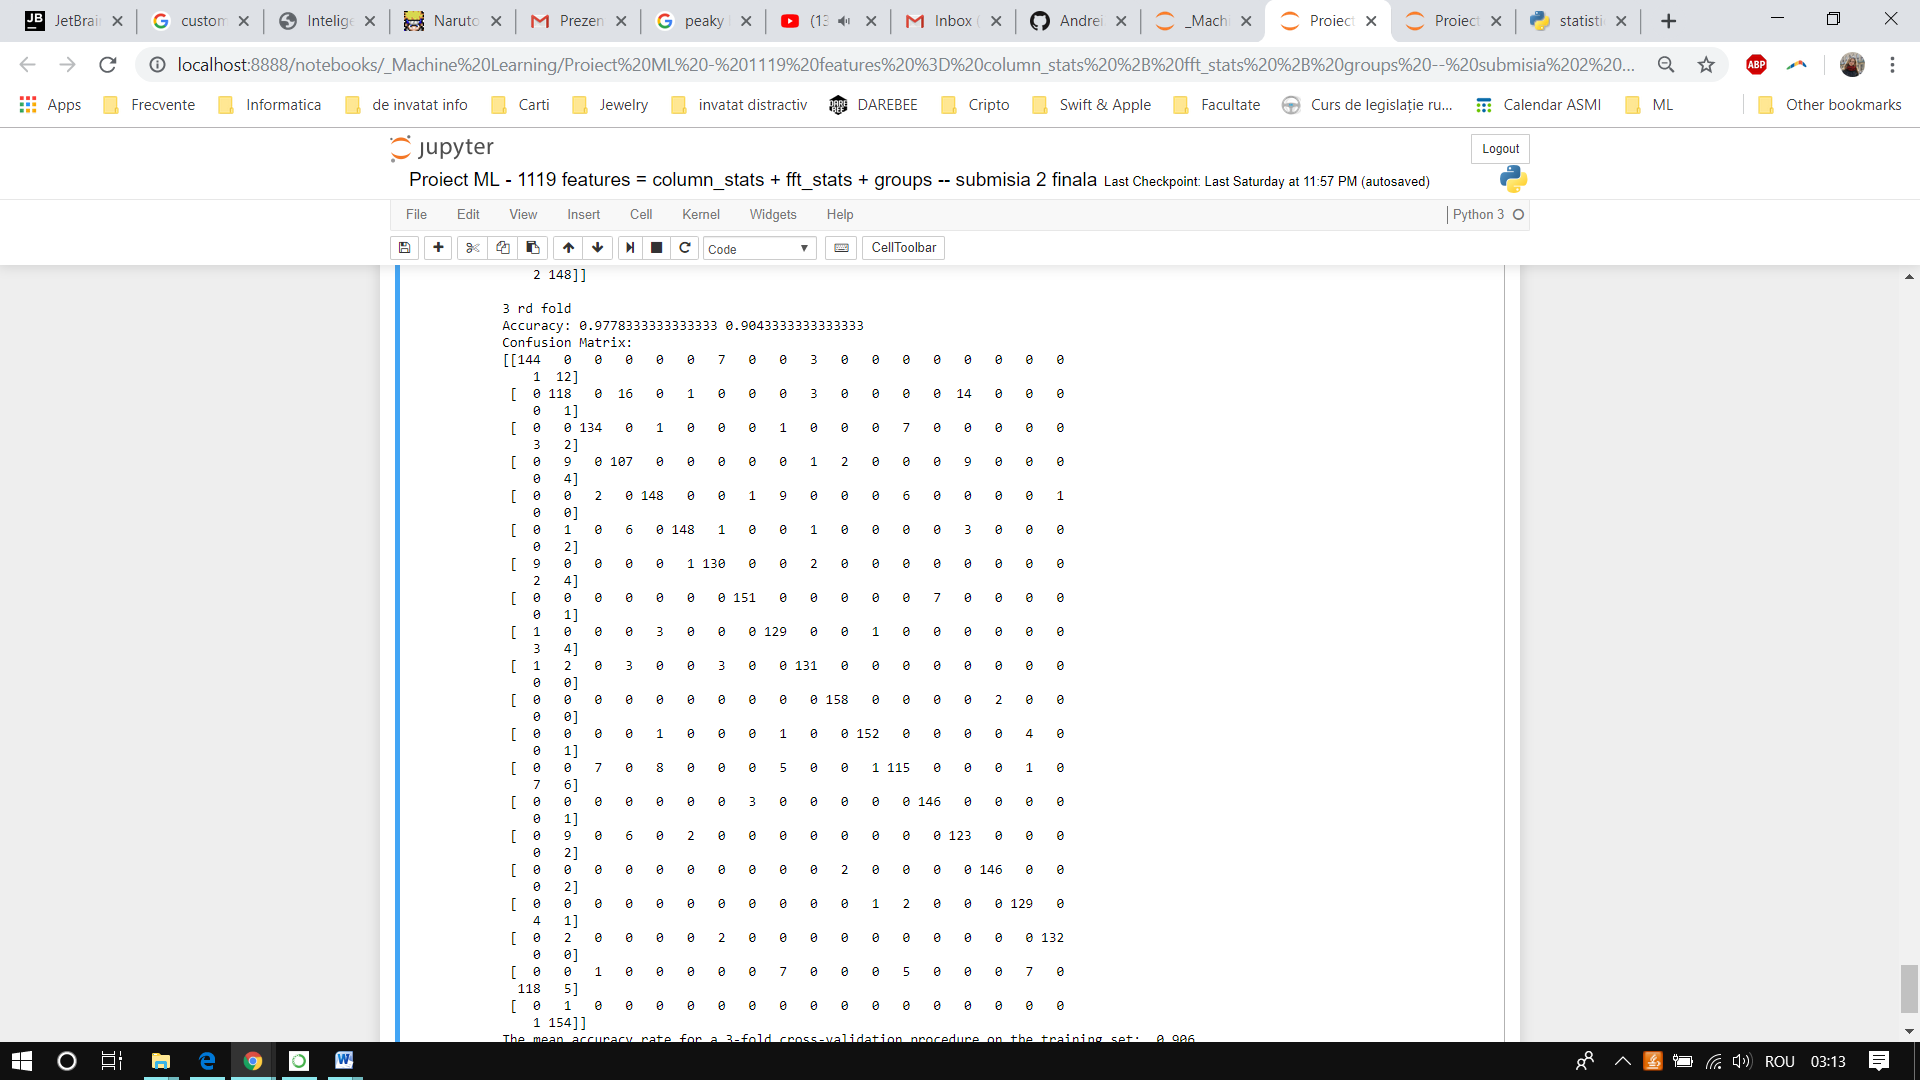 JetBrai
custom
Intelige
Naruto
Prezen
peaky
(13
Inbox (
Andrei
_Machi
Proiect
Proiect
statisti
localhost:8888/notebooks/_Machine%20Learning/Proiect%20ML%20-%201119%20features%20%3D%20column_stats%20%2B%20fft_stats%20%2B%20groups%20--%20submisia%202%20...
ABP
Apps Frecvente Informatica de invatat info Carti Jewelry invatat distractiv DAREBEE Cripto Swift & Apple Facultate Curs de legislație ru... Calendar ASMI ML Other bookmarks
jupyter
Logout
Proiect ML - 1119 features = column_stats + fft_stats + groups -- submisia 2 finala Last Checkpoint: Last Saturday at 11:57 PM (autosaved)
File Edit View Insert Cell Kernel Widgets Help Python 3
Code CellToolbar
2 148]]
3 rd fold
Accuracy: 0.9778333333333333 0.9043333333333333
Confusion Matrix:
[[144 0 0 0 0 0 7 0 0 3 0 0 0 0 0 0 0 0
1 12]
[ 0 118 0 16 0 1 0 0 0 3 0 0 0 0 14 0 0 0
0 1]
[ 0 0 134 0 1 0 0 0 1 0 0 0 7 0 0 0 0 0
3 2]
[ 0 9 0 107 0 0 0 0 0 1 2 0 0 0 9 0 0 0
0 4]
[ 0 0 2 0 148 0 0 1 9 0 0 0 6 0 0 0 0 1
0 0]
[ 0 1 0 6 0 148 1 0 0 1 0 0 0 0 3 0 0 0
0 2]
[ 9 0 0 0 0 1 130 0 0 2 0 0 0 0 0 0 0 0
2 4]
[ 0 0 0 0 0 0 0 151 0 0 0 0 0 7 0 0 0 0
0 1]
[ 1 0 0 0 3 0 0 0 129 0 0 1 0 0 0 0 0 0
3 4]
[ 1 2 0 3 0 0 3 0 0 131 0 0 0 0 0 0 0 0
0 0]
[ 0 0 0 0 0 0 0 0 0 0 158 0 0 0 0 2 0 0
0 0]
[ 0 0 0 0 1 0 0 0 1 0 0 152 0 0 0 0 4 0
0 1]
[ 0 0 7 0 8 0 0 0 5 0 0 1 115 0 0 0 1 0
7 6]
[ 0 0 0 0 0 0 0 3 0 0 0 0 0 146 0 0 0 0
0 1]
[ 0 9 0 6 0 2 0 0 0 0 0 0 0 0 123 0 0 0
0 2]
[ 0 0 0 0 0 0 0 0 0 0 2 0 0 0 0 146 0 0
0 2]
[ 0 0 0 0 0 0 0 0 0 0 0 1 2 0 0 0 129 0
4 1]
[ 0 2 0 0 0 0 2 0 0 0 0 0 0 0 0 0 0 132
0 0]
[ 0 0 1 0 0 0 0 0 7 0 0 0 5 0 0 0 7 0
118 5]
[ 0 1 0 0 0 0 0 0 0 0 0 0 0 0 0 0 0 0
1 154]]
The mean accuracy rate for a 3-fold cross-validation procedure on the training set: 0.906
ROU 03:13